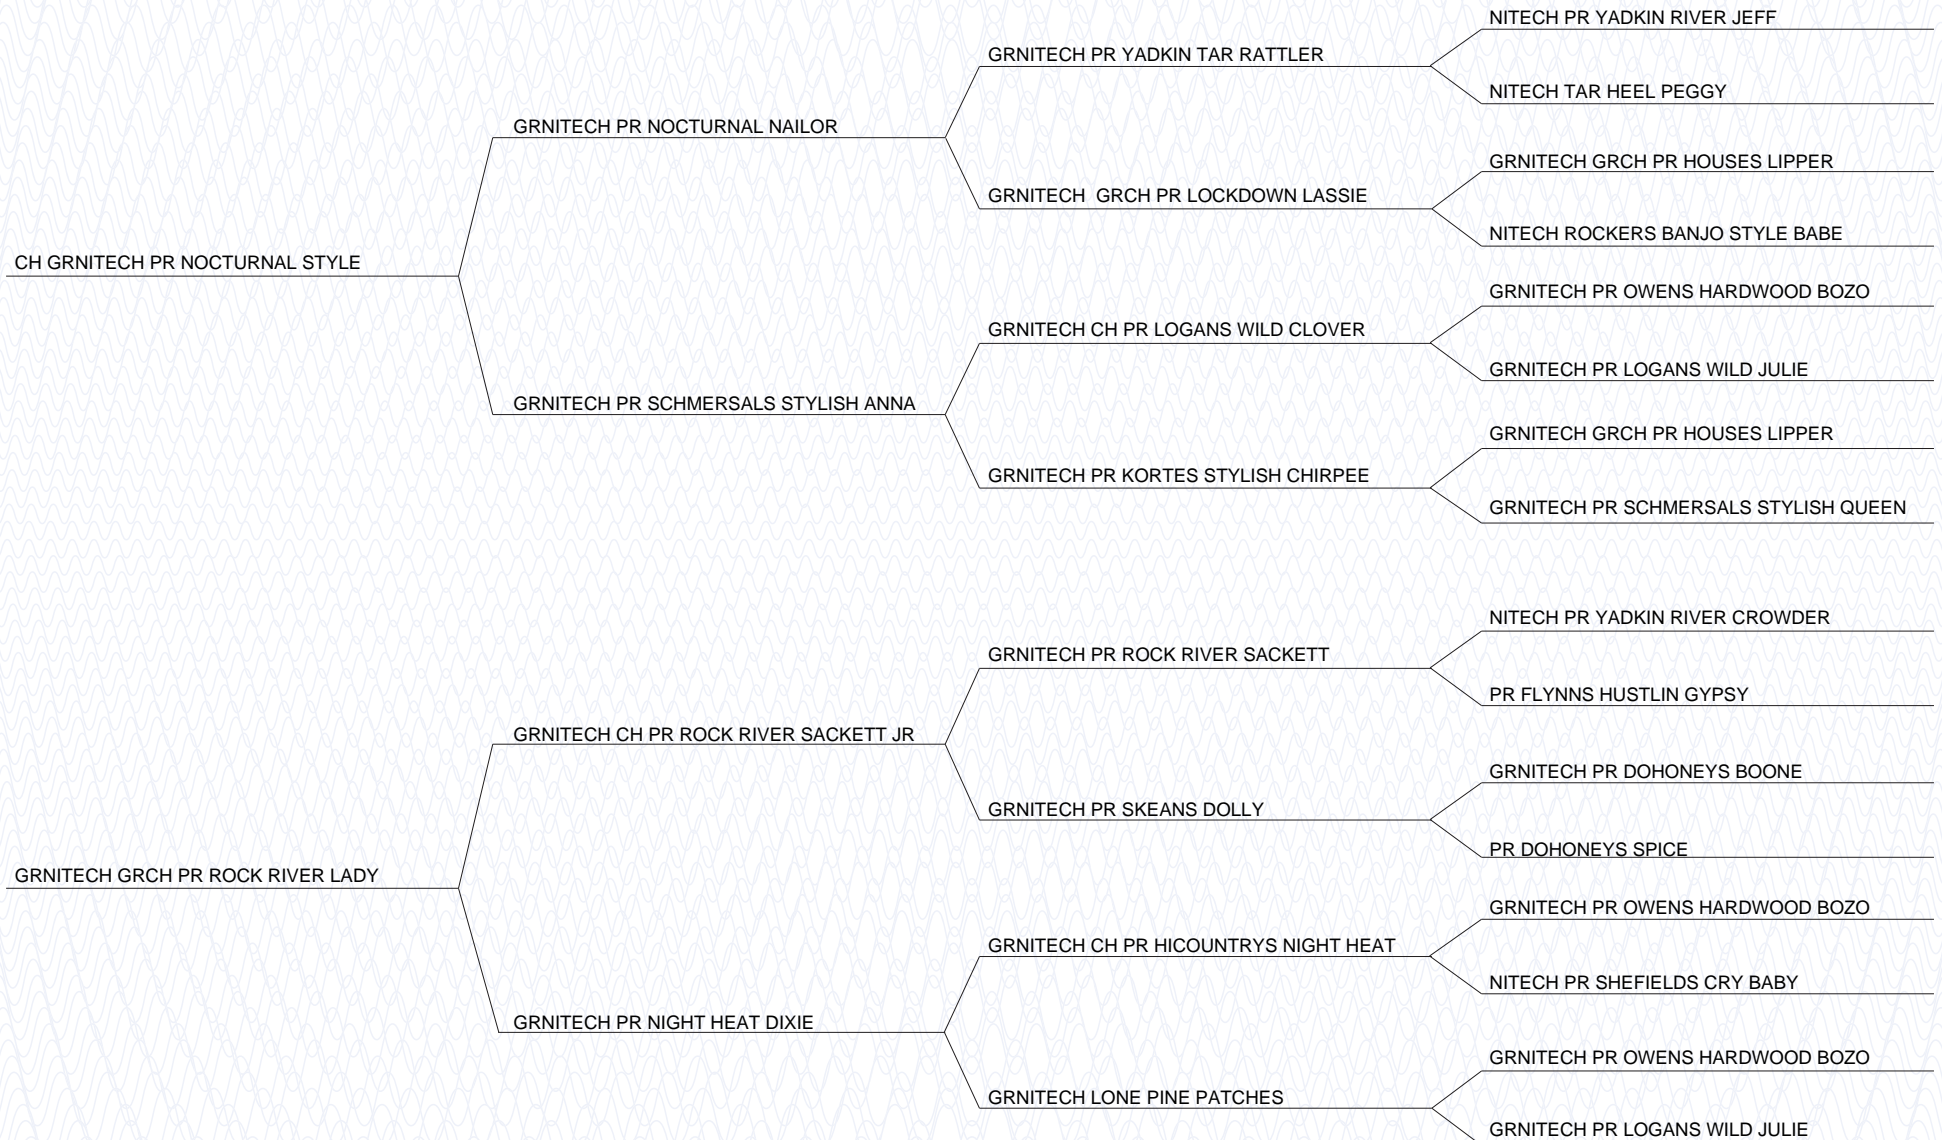 NITECH PR YADKIN RIVER JEFF
GRNITECH PR YADKIN TAR RATTLER
NITECH TAR HEEL PEGGY
GRNITECH PR NOCTURNAL NAILOR
GRNITECH GRCH PR HOUSES LIPPER
GRNITECH  GRCH PR LOCKDOWN LASSIE
NITECH ROCKERS BANJO STYLE BABE
CH GRNITECH PR NOCTURNAL STYLE
GRNITECH PR OWENS HARDWOOD BOZO
GRNITECH CH PR LOGANS WILD CLOVER
GRNITECH PR LOGANS WILD JULIE
GRNITECH PR SCHMERSALS STYLISH ANNA
GRNITECH GRCH PR HOUSES LIPPER
GRNITECH PR KORTES STYLISH CHIRPEE
GRNITECH PR SCHMERSALS STYLISH QUEEN
NITECH PR YADKIN RIVER CROWDER
GRNITECH PR ROCK RIVER SACKETT
PR FLYNNS HUSTLIN GYPSY
GRNITECH CH PR ROCK RIVER SACKETT JR
GRNITECH PR DOHONEYS BOONE
GRNITECH PR SKEANS DOLLY
PR DOHONEYS SPICE
GRNITECH GRCH PR ROCK RIVER LADY
GRNITECH PR OWENS HARDWOOD BOZO
GRNITECH CH PR HICOUNTRYS NIGHT HEAT
NITECH PR SHEFIELDS CRY BABY
GRNITECH PR NIGHT HEAT DIXIE
GRNITECH PR OWENS HARDWOOD BOZO
GRNITECH LONE PINE PATCHES
GRNITECH PR LOGANS WILD JULIE